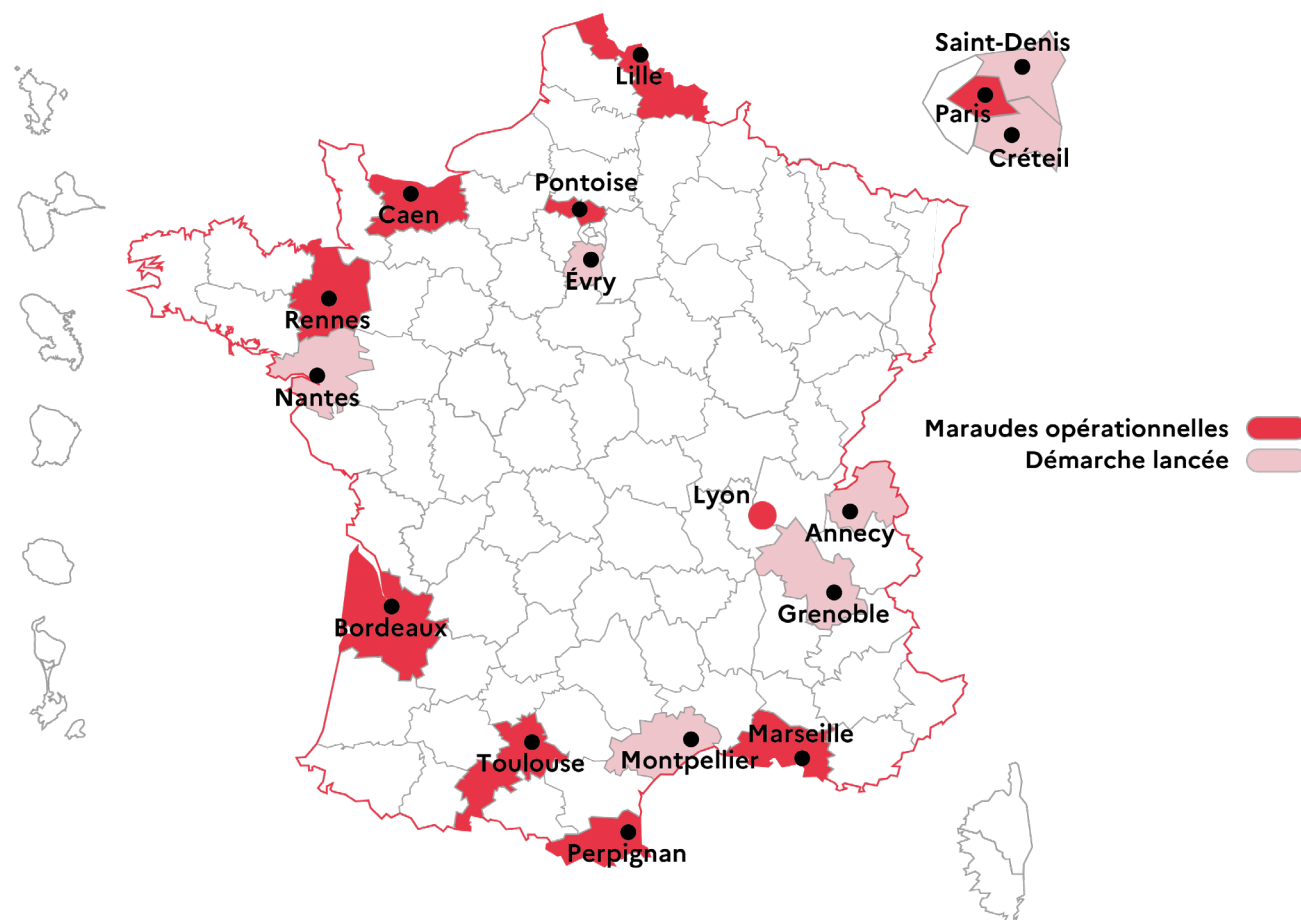 Saint-Denis
Lille
Paris
Créteil
Pontoise
Caen
Évry
Rennes
Nantes
Maraudes opérationnelles
Démarche lancée
Lyon
Annecy
Grenoble
Bordeaux
Marseille
Toulouse
Montpellier
Perpignan